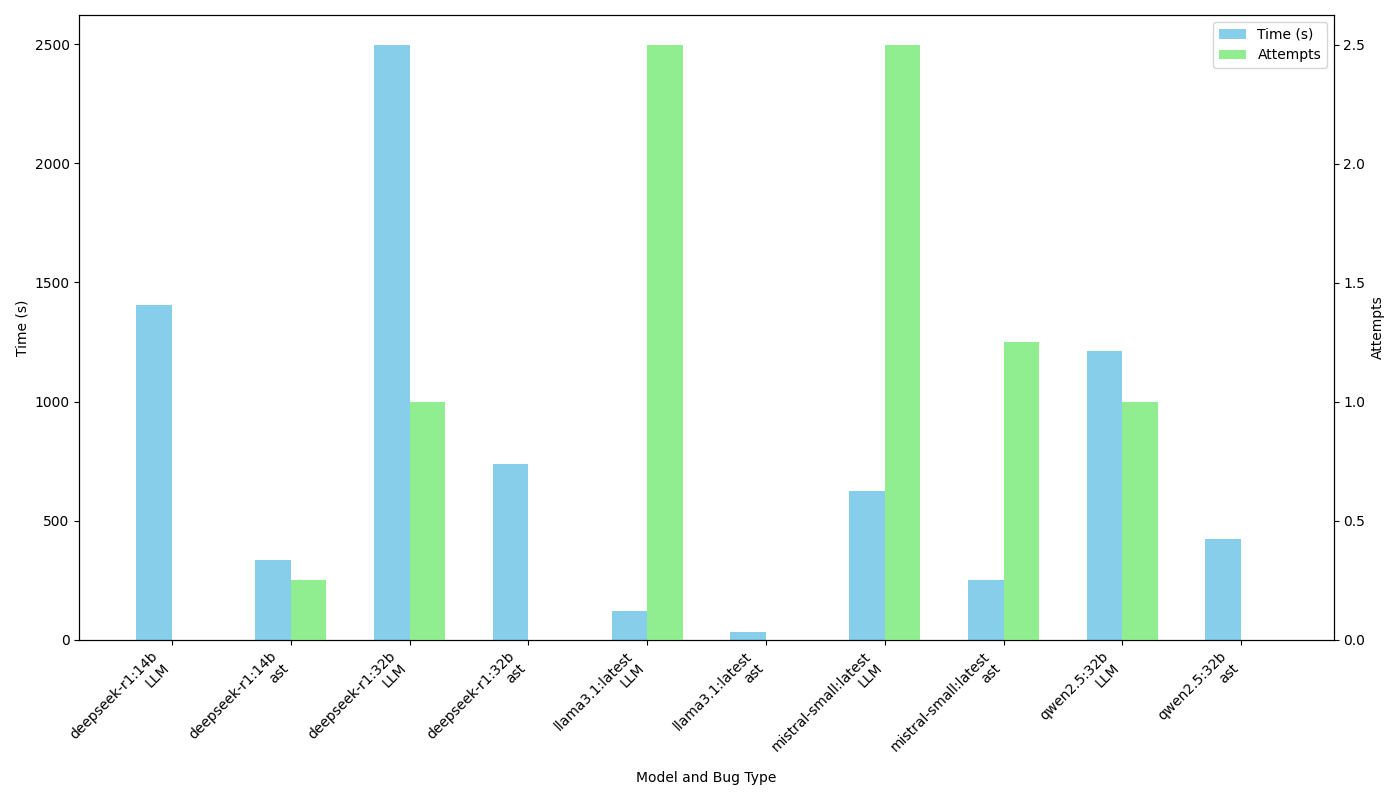 Time (s)
Attempts
2500
2000
1500
1000
500
0
Time (s)
2.5
2.0
1.5
1.0
0.5
0.0
Attempts
deepseek-r1:14b
LLM
deepseek-r1:14b
ast
deepseek-r1:32b
LLM
deepseek-r1:32b
ast
llama3.1:latest
LLM
llama3.1:latest
ast
mistral-small:latest
LLM
mistral-small:latest
ast
qwen2.5:32b
LLM
qwen2.5:32b
ast
Model and Bug Type